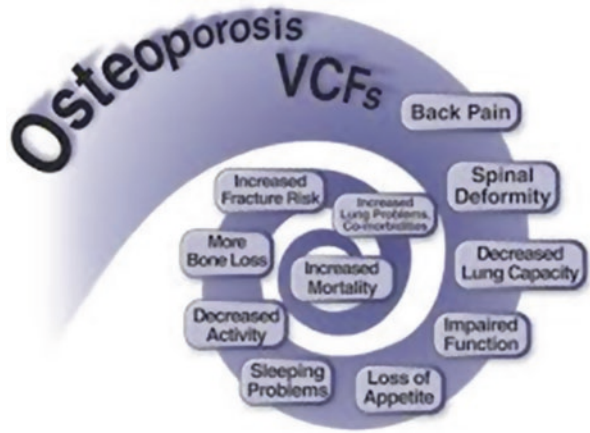 Osteoporosis
VCFs
Back Pain
Spinal
Deformity
Decreased
Lung Capacity
Impaired
Function
Loss of
Appetite
Sleeping
Problems
Decreased
Activity
More
Bone Loss
Increased
Fracture Risk
Increased
Lung Problems,
Co-morbidities
Increased
Mortality